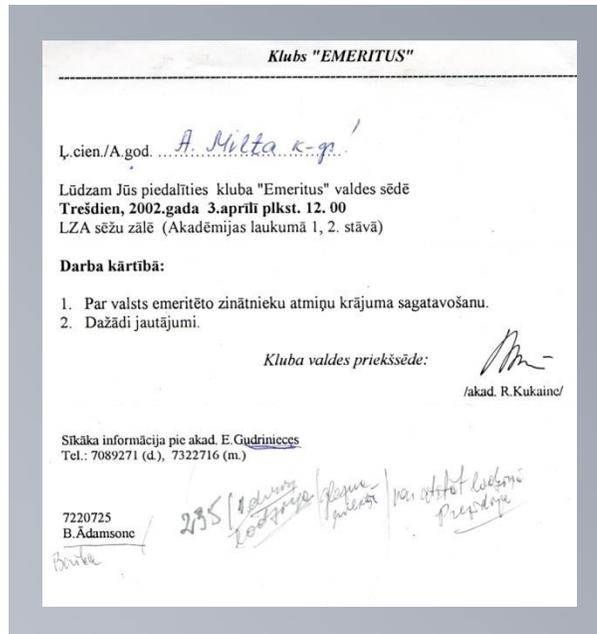 Klubs "EMERITUS"
Ļ.cien./A.god. A. Milta k-gs!
Lūdzam Jūs piedalīties kluba "Emeritus" valdes sēdē
Trešdien, 2002.gada 3.aprīlī plkst. 12. 00
LZA sēžu zālē (Akadēmijas laukumā 1, 2. stāvā)
Darba kārtībā:
1. Par valsts emeritēto zinātnieku atmiņu krājuma sagatavošanu.
2. Dažādi jautājumi.
Kluba valdes priekšsēde:
/akad. R.Kukaine/
Sīkāka informācija pie akad. E.Gudrinieces
Tel.: 7089271 (d.), 7322716 (m.)
235
7220725
B.Ādamsone